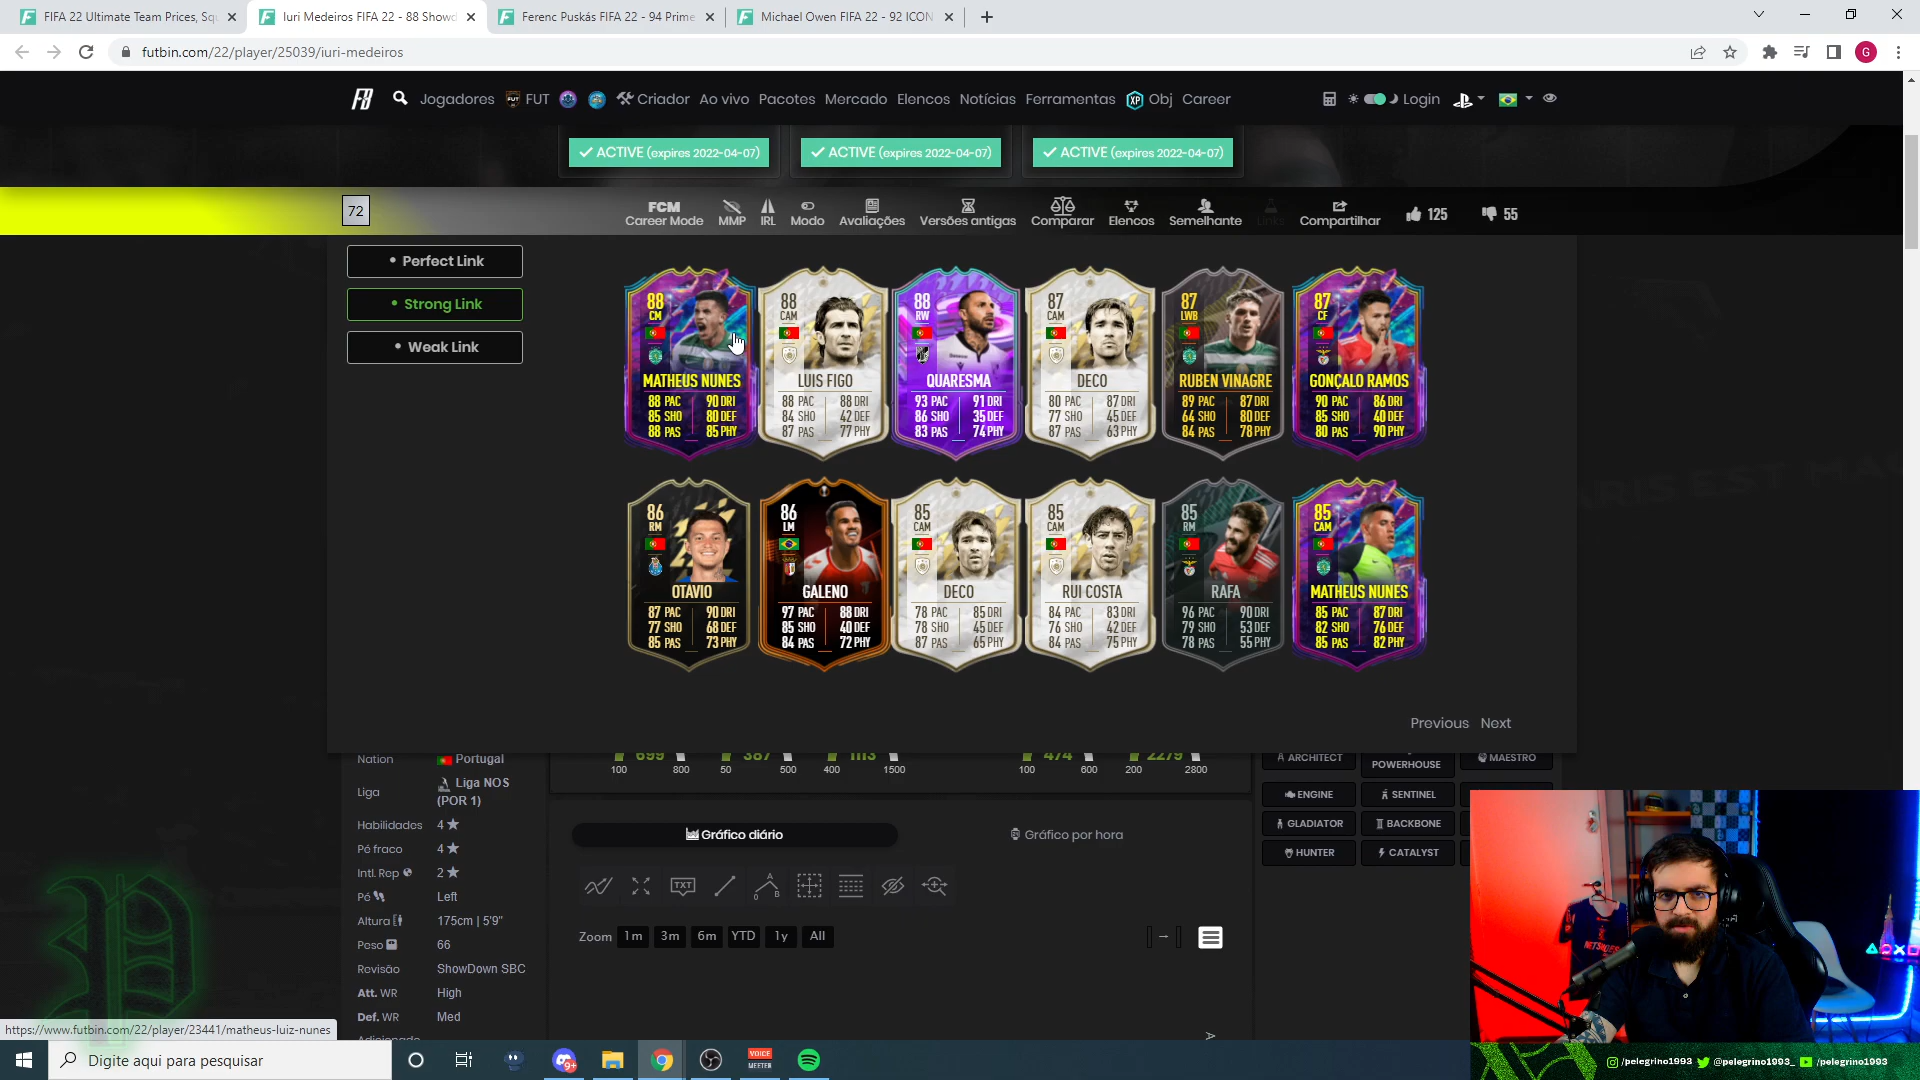 FIFA 22 Ultimate Team Prices, Squ
Iuri Medeiros FIFA 22 - 88 Showd
Ferenc Puskás FIFA 22 - 94 Prime
Michael Owen FIFA 22 - 92 ICON
futbin.com/22/player/25039/iuri-medeiros
G
FB Jogadores FUT Criador Ao vivo Pacotes Mercado Elencos Notícias Ferramentas XP Obj Career Login
ACTIVE (expires 2022-04-07) ACTIVE (expires 2022-04-07) ACTIVE (expires 2022-04-07)
72
FCM
Career Mode MMP IRL Modo Avaliações Versões antigas Comparar Elencos Semelhante Links Compartilhar 125 55
• Perfect Link
• Strong Link
• Weak Link
88 88 88 87 87 87
CM CAM RW CAM LWB CF
MATHEUS NUNES LUIS FIGO QUARESMA DECO RUBEN VINAGRE GONÇALO RAMOS
88 PAC 90 DRI 88 PAC 88 DRI 93 PAC 91 DRI 80 PAC 87 DRI 89 PAC 87 DRI 90 PAC 86 DRI
85 SHO 80 DEF 84 SHO 42 DEF 86 SHO 35 DEF 77 SHO 45 DEF 64 SHO 80 DEF 85 SHO 40 DEF
88 PAS 85 PHY 87 PAS 77 PHY 83 PAS 74 PHY 87 PAS 63 PHY 84 PAS 78 PHY 80 PAS 90 PHY
86 86 85 85 85 85
RM LM CAM CAM RM CAM
OTÁVIO GALENO DECO RUI COSTA RAFA MATHEUS NUNES
87 PAC 90 DRI 97 PAC 88 DRI 78 PAC 85 DRI 84 PAC 83 DRI 96 PAC 90 DRI 85 PAC 87 DRI
77 SHO 68 DEF 85 SHO 40 DEF 78 SHO 45 DEF 76 SHO 42 DEF 79 SHO 53 DEF 82 SHO 76 DEF
85 PAS 73 PHY 84 PAS 72 PHY 87 PAS 65 PHY 84 PAS 75 PHY 78 PAS 55 PHY 85 PAS 82 PHY
Previous Next
Nation Portugal
Liga Liga NOS
(POR 1)
Habilidades 4
Pé fraco 4
Intl. Rep 2
Pé Left
Altura 175cm | 5'9"
Peso 66
Revisão ShowDown SBC
Att. WR High
Def. WR Med
699 387 1113 474 2279
100 800 50 500 400 1500 100 600 200 2800
Gráfico diário Gráfico por hora
TXT
Zoom 1m 3m 6m YTD 1y All
ARCHITECT POWERHOUSE MAESTRO
ENGINE SENTINEL
GLADIATOR BACKBONE
HUNTER CATALYST
https://www.futbin.com/22/player/23441/matheus-luiz-nunes
Digite aqui para pesquisar
VOICE
MEETER
/pelegrino1993 @pelegrino1993_ /pelegrino1993